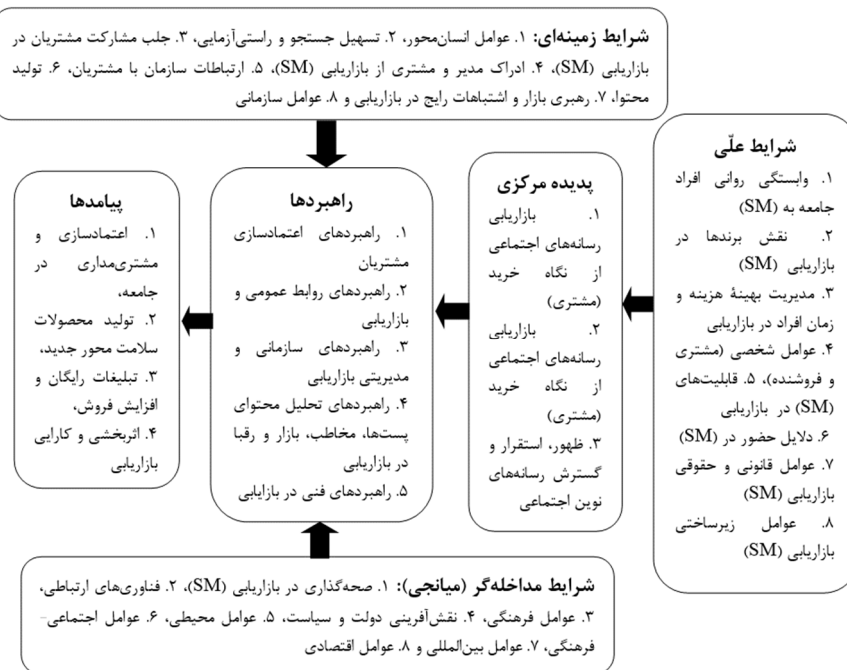 شرایط زمینه‌ای: ۱. عوامل انسان‌محور، ۲. تسهیل جستجو و راستی‌آزمایی، ۳. جلب مشارکت مشتریان در
بازاریابی (SM)، ۴. ادراک مدیر و مشتری از بازاریابی (SM)، ۵. ارتباطات سازمان با مشتریان، ۶. تولید
محتوا، ۷. رهبری بازار و اشتباهات رایج در بازاریابی و ۸. عوامل سازمانی
شرایط علّی
۱. وابستگی روانی افراد
جامعه به (SM)
۲. نقش برندها در
بازاریابی (SM)
۳. مدیریت بهینهٔ هزینه و
زمان افراد در بازاریابی
۴. عوامل شخصی (مشتری
و فروشنده)، ۵. قابلیت‌های
(SM) در بازاریابی
۶. دلایل حضور در (SM)
۷. عوامل قانونی و حقوقی
بازاریابی (SM)
۸. عوامل زیرساختی
بازاریابی (SM)
پدیده مرکزی
۱. بازاریابی
رسانه‌های اجتماعی
از نگاه خرید
(مشتری)
۲. بازاریابی
رسانه‌های اجتماعی
از نگاه خرید
(مشتری)
۳. ظهور، استقرار و
گسترش رسانه‌های
نوین اجتماعی
راهبردها
۱. راهبردهای اعتمادسازی
مشتریان
۲. راهبردهای روابط عمومی و
بازاریابی
۳. راهبردهای سازمانی و
مدیریتی بازاریابی
۴. راهبردهای تحلیل محتوای
پست‌ها، مخاطب، بازار و رقبا
در بازاریابی
۵. راهبردهای فنی در بازایابی
پیامدها
۱. اعتمادسازی و
مشتری‌مداری در
جامعه،
۲. تولید محصولات
سلامت محور جدید،
۳. تبلیغات رایگان و
افزایش فروش،
۴. اثربخشی و کارایی
بازاریابی
شرایط مداخله‌گر (میانجی): ۱. صحه‌گذاری در بازاریابی (SM)، ۲. فناوری‌های ارتباطی،
۳. عوامل فرهنگی، ۴. نقش‌آفرینی دولت و سیاست، ۵. عوامل محیطی، ۶. عوامل اجتماعی-
فرهنگی، ۷. عوامل بین‌المللی و ۸. عوامل اقتصادی